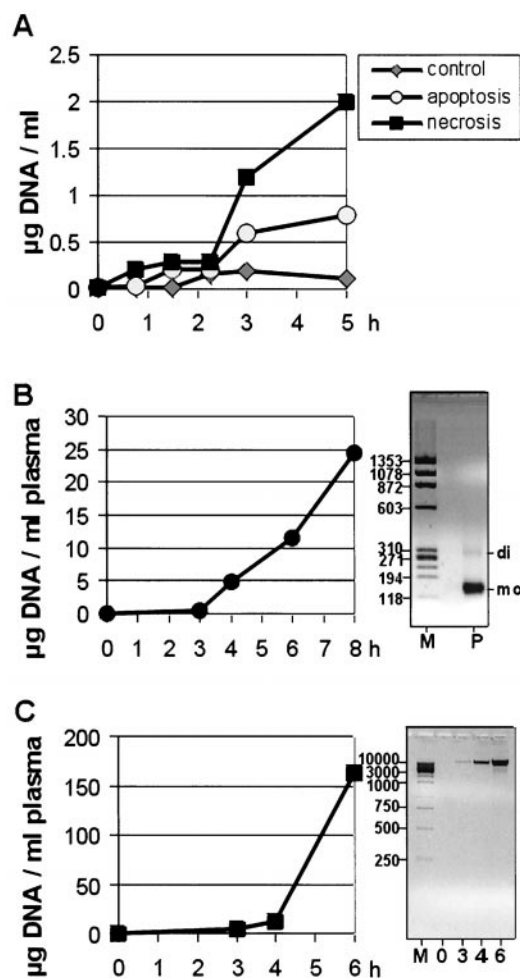 A
µg DNA / ml
2.5
2
1.5
1
0.5
0
0 1 2 3 4 5 h
control
apoptosis
necrosis
B
µg DNA / ml plasma
30
25
20
15
10
5
0
0 1 2 3 4 5 6 7 8 h
1353
1078
872
603
310
271
194
118
di
mo
M P
C
µg DNA / ml plasma
200
150
100
50
0
0 1 2 3 4 5 6 h
10000
3000
1000
750
500
250
M 0 3 4 6